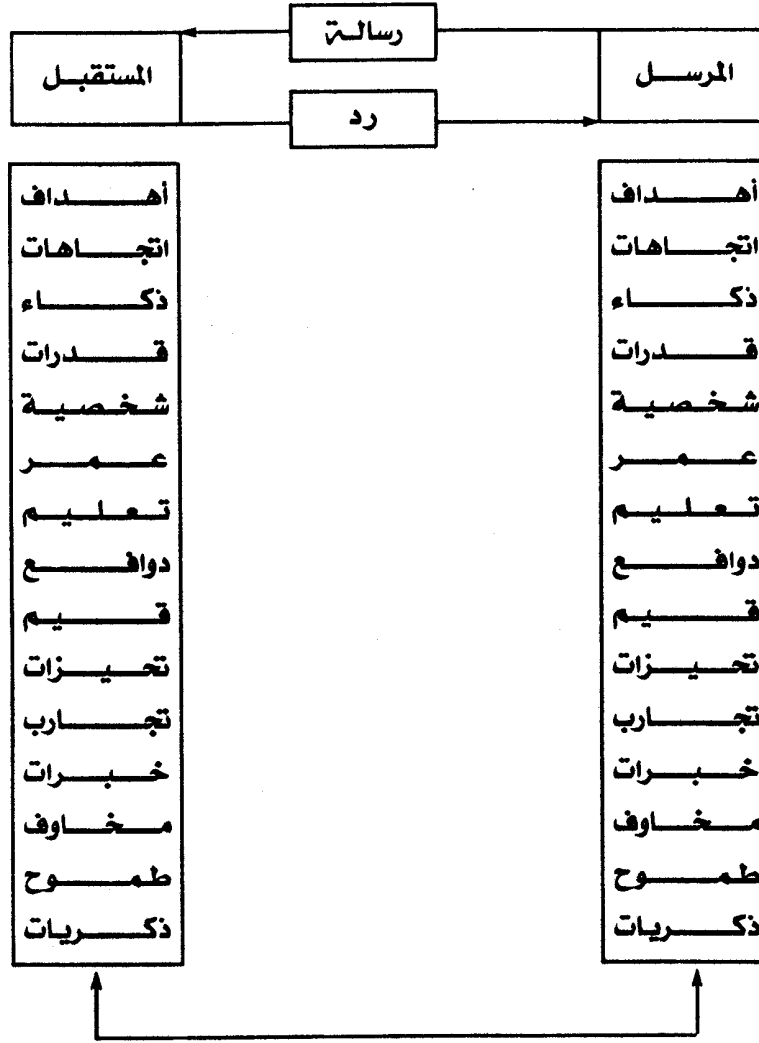 رسالة
المرسل
المستقبل
رد
أهداف
اتجاهات
ذكاء
قدرات
شخصية
عمر
تعليم
دوافع
قيم
تحيزات
تجارب
خبرات
مخاوف
طموح
ذكريات
أهداف
اتجاهات
ذكاء
قدرات
شخصية
عمر
تعليم
دوافع
قيم
تحيزات
تجارب
خبرات
مخاوف
طموح
ذكريات